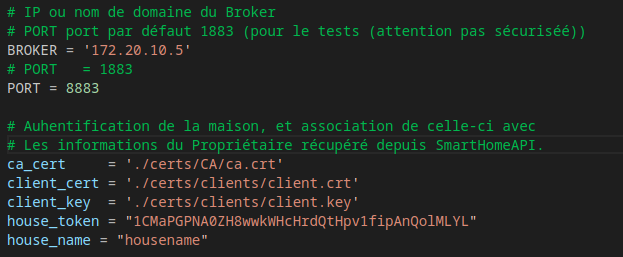 # IP ou nom de domaine du Broker
# PORT port par défaut 1883 (pour le tests (attention pas sécuriséé))
BROKER = '172.20.10.5'
# PORT   = 1883
PORT = 8883

# Auhentification de la maison, et association de celle-ci avec
# Les informations du Propriétaire récupéré depuis SmartHomeAPI.
ca_cert     = './certs/CA/ca.crt'
client_cert = './certs/clients/client.crt'
client_key  = './certs/clients/client.key'
house_token = "1CMaPGPNA0ZH8wwkWHcHrdQtHpv1fipAnQolMLYL"
house_name = "housename"